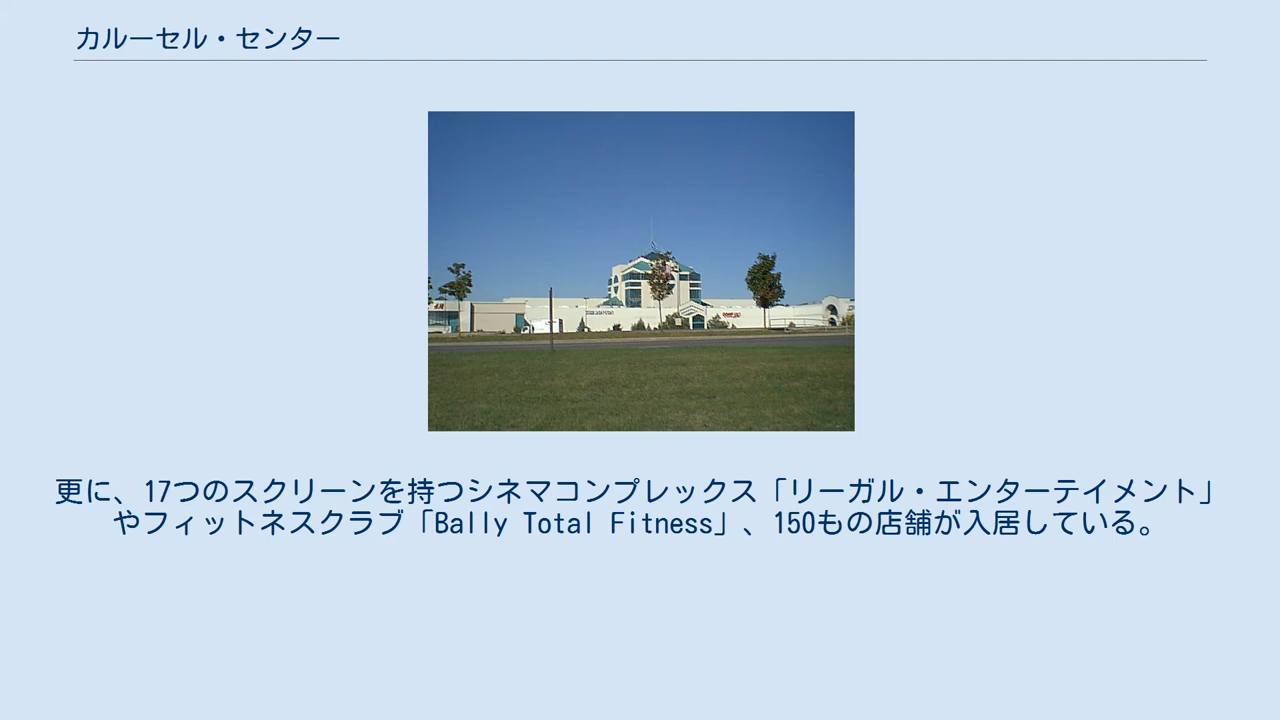 カルーセル・センター
更に、17つのスクリーンを持つシネマコンプレックス「リーガル・エンターテイメント」
やフィットネスクラブ「Bally Total Fitness」、150もの店舗が入居している。